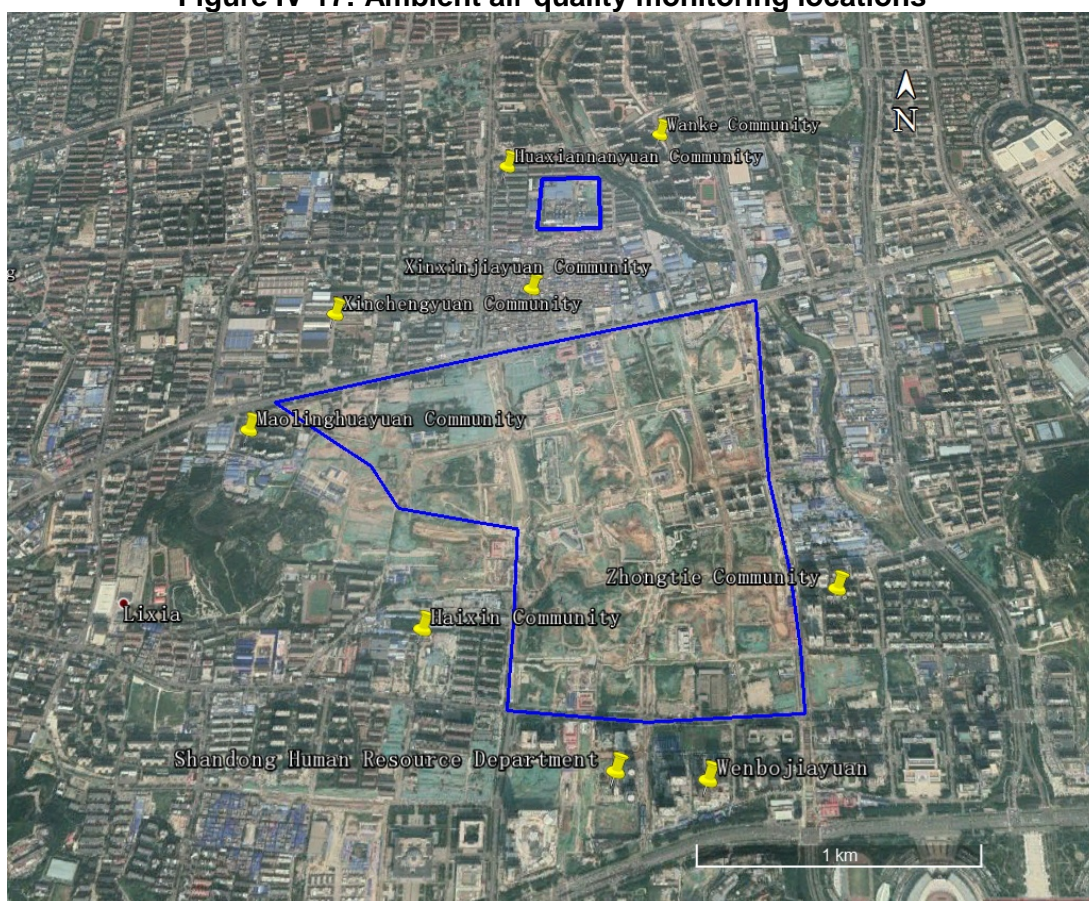 Figure IV-17: Ambient air quality monitoring locations
Wanke Community
N
Huaxiannanyuan Community
Xinxinjiayuan Community
g
Xinchengyuan Community
Maolinghuayuan Community
Zhongtie Community
Lixia
Haixin Community
Shandong Human Resource Department
Wenbojiayuan
1 km